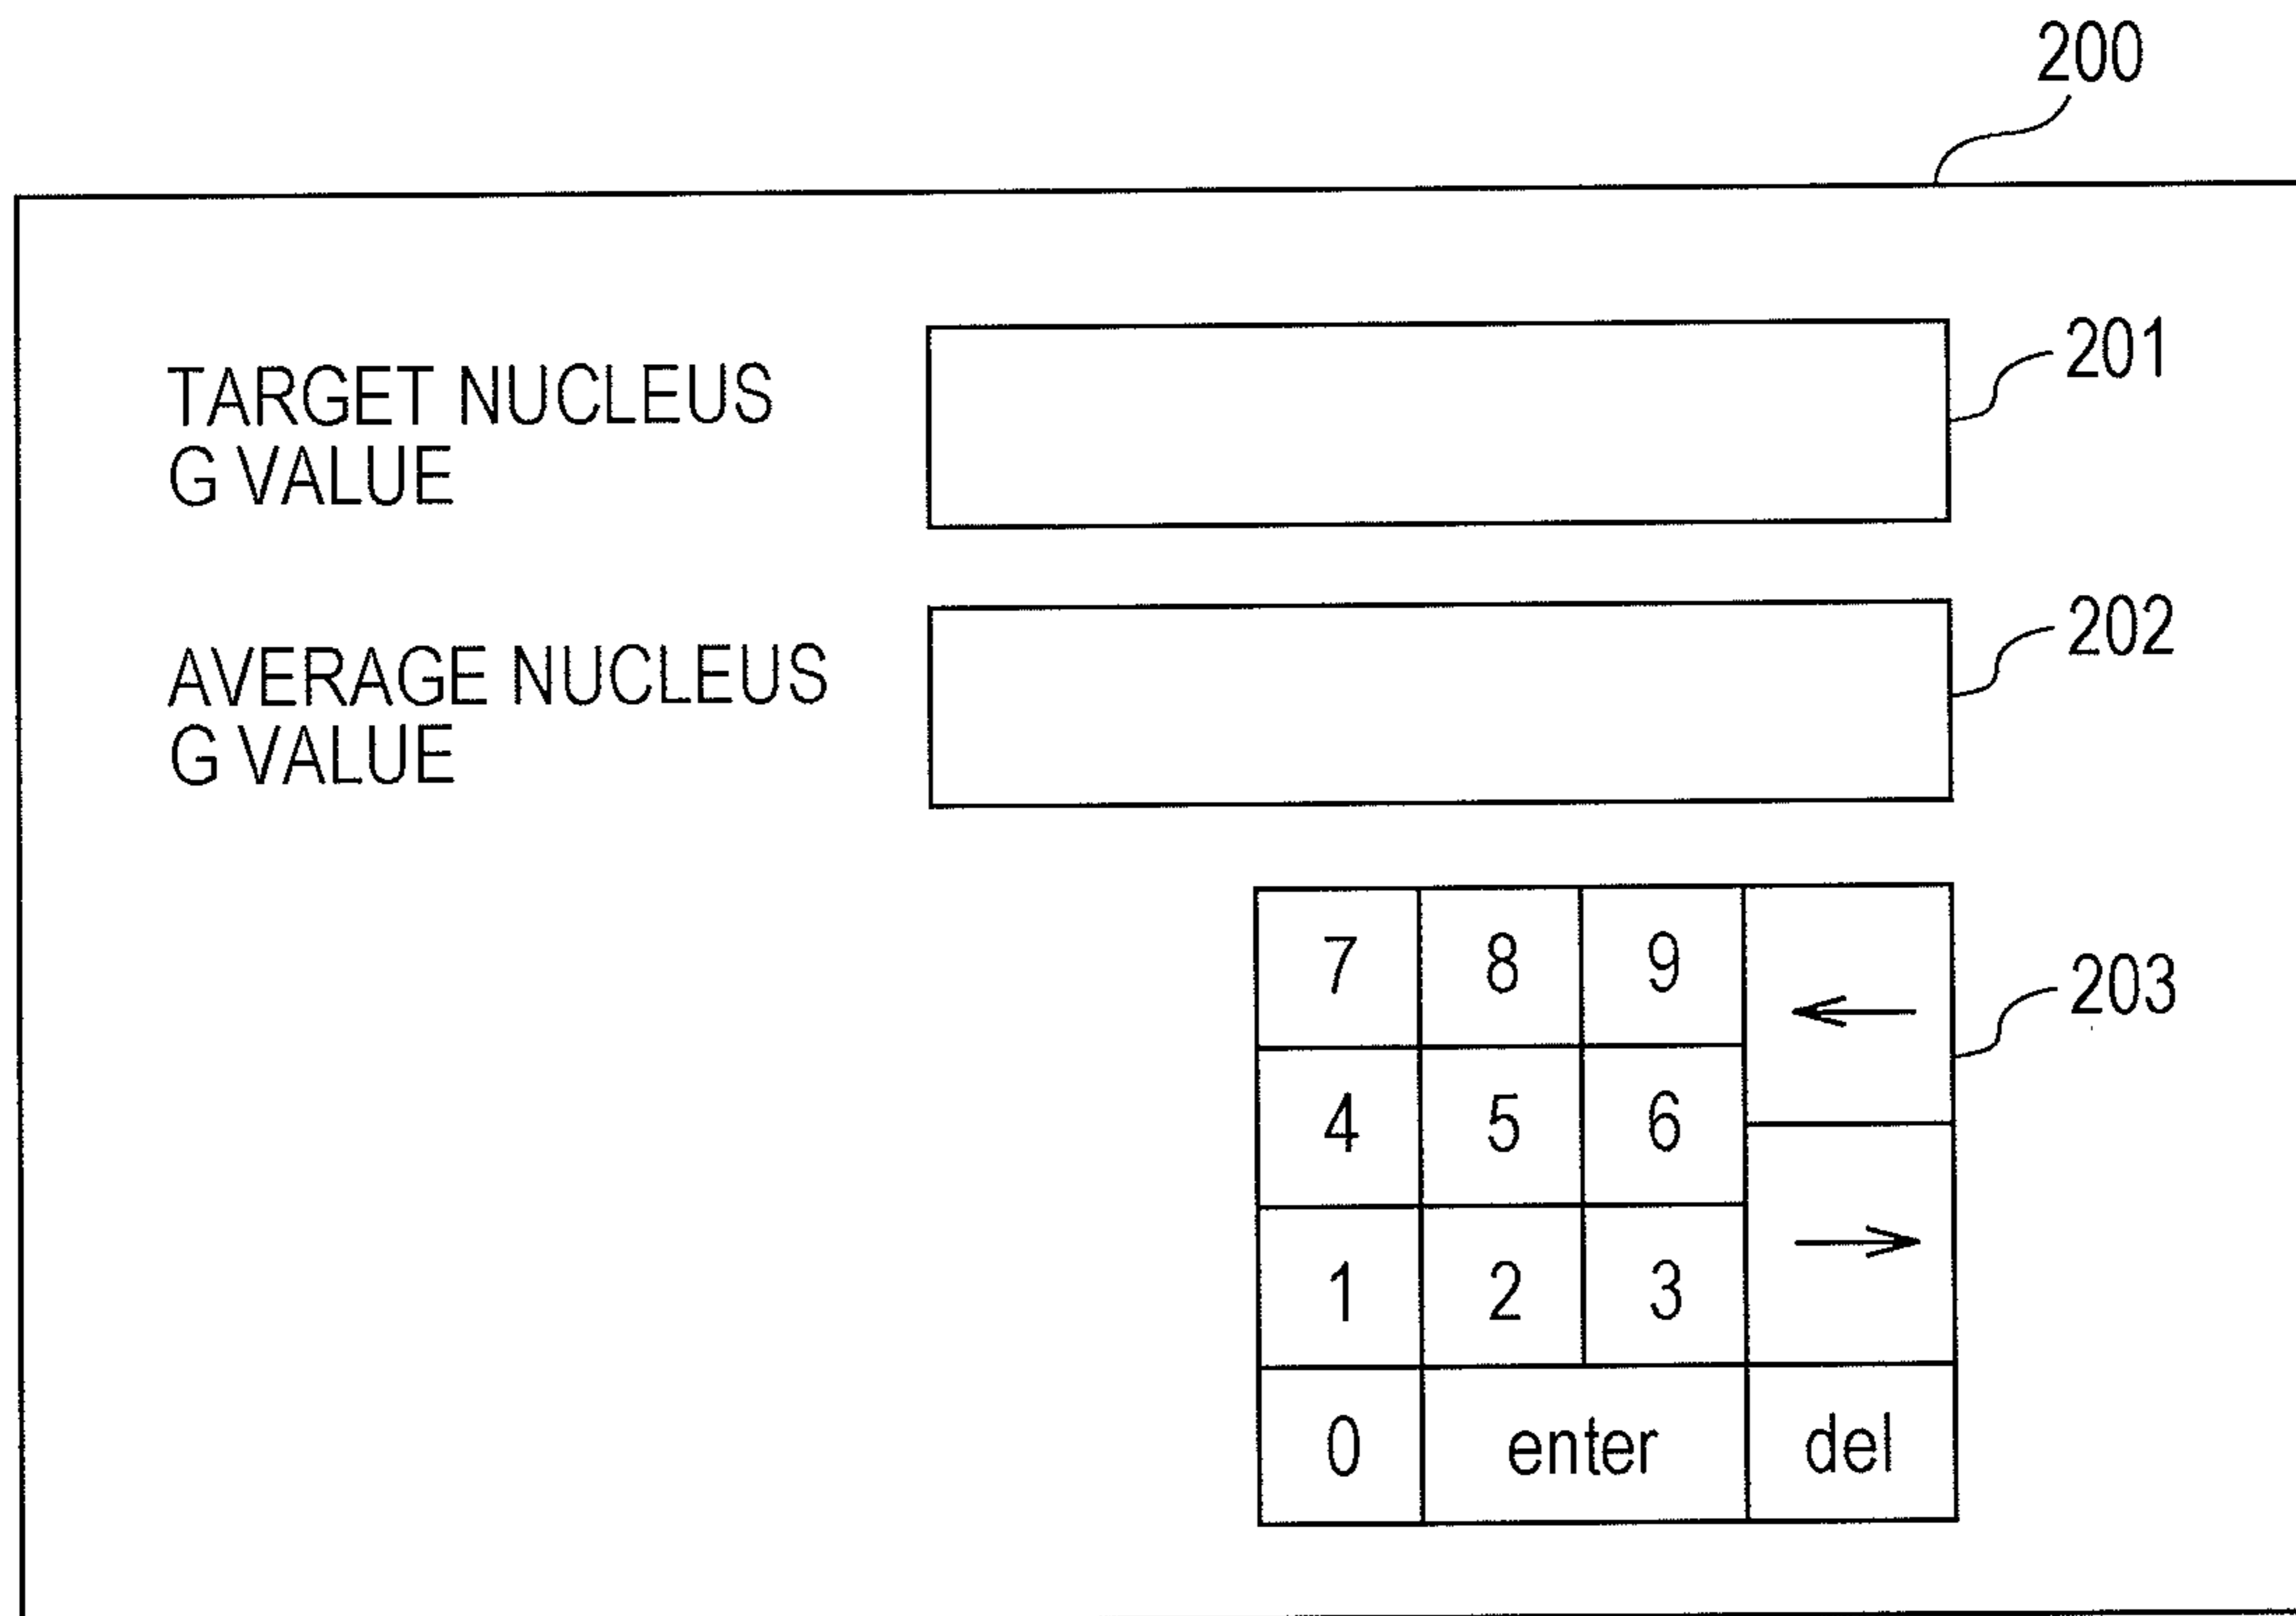 200
TARGET NUCLEUS
G VALUE
201
AVERAGE NUCLEUS
G VALUE
202
7 8 9 ←
203
4 5 6
1 2 3 →
0 enter del